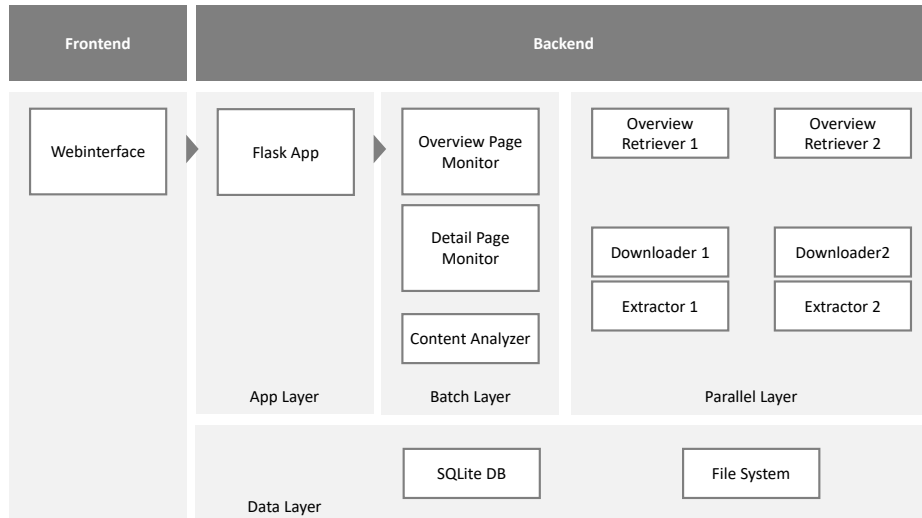 Frontend
Backend
Webinterface
Flask App
Overview Page
Monitor
Detail Page
Monitor
Content Analyzer
Overview
Retriever 1
Overview
Retriever 2
Downloader 1
Downloader2
Extractor 1
Extractor 2
App Layer
Batch Layer
Parallel Layer
SQLite DB
File System
Data Layer